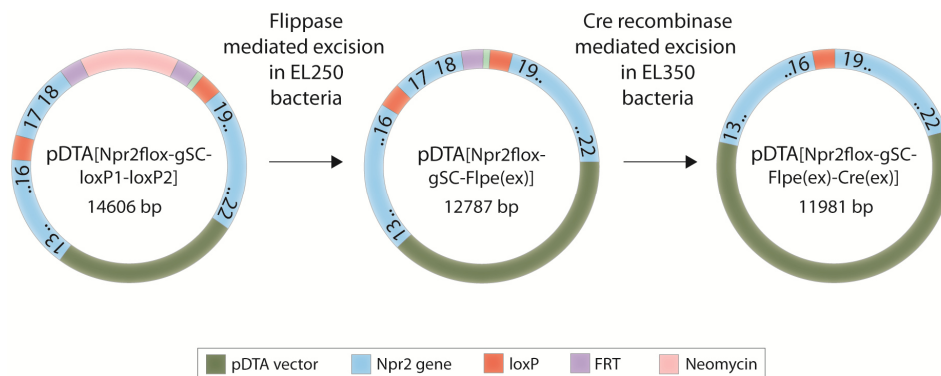 Flippase
mediated excision
in EL250
bacteria
Cre recombinase
mediated excision
in EL350
bacteria
13..
..16
17
18
19..
..22
pDTA[Npr2flox-gSC-
loxP1-loxP2]
14606 bp
13..
..16
17
18
19..
..22
pDTA[Npr2flox-
gSC-Flpe(ex)]
12787 bp
13..
..16
19..
..22
pDTA[Npr2flox-gSC-
Flpe(ex)-Cre(ex)]
11981 bp
pDTA vector
Npr2 gene
loxP
FRT
Neomycin